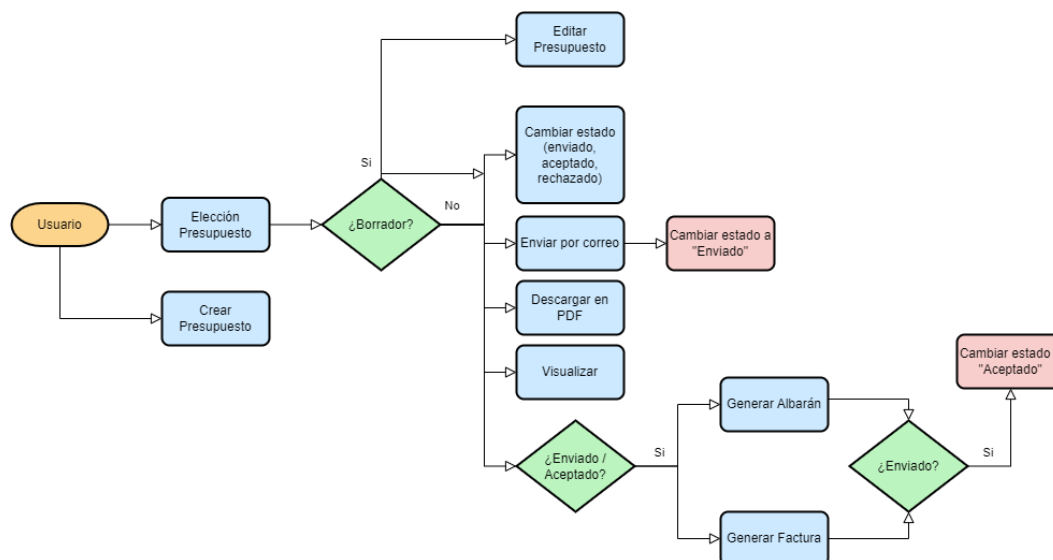 Editar
Presupuesto
Cambiar estado
(enviado,
aceptado,
rechazado)
Si
Usuario
Elección
Presupuesto
¿Borrador?
No
Enviar por correo
Cambiar estado a
"Enviado"
Crear
Presupuesto
Descargar en
PDF
Visualizar
Cambiar estado
"Aceptado"
Generar Albarán
¿Enviado /
Aceptado?
Si
¿Enviado?
Si
Generar Factura